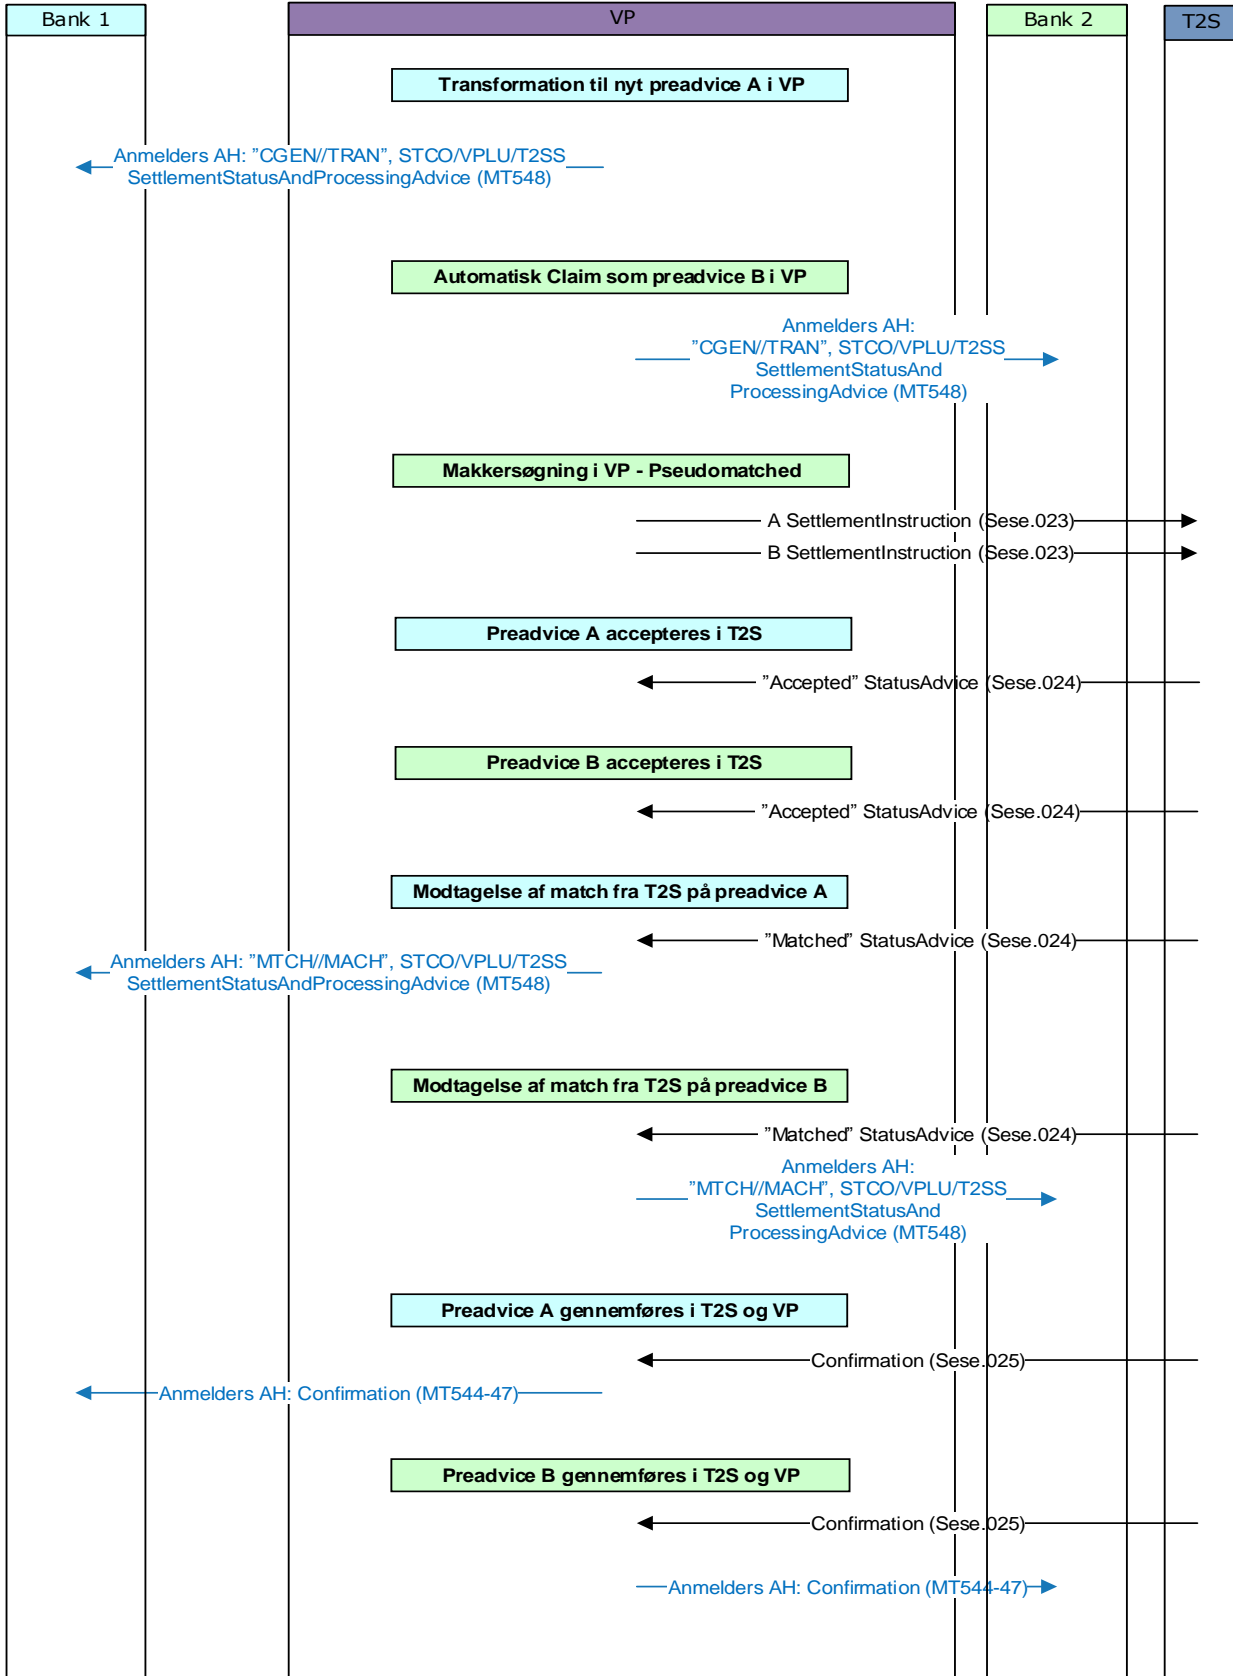 Bank 1
VP
Bank 2
T2S
Transformation til nyt preadvice A i VP
Anmelders AH: "CGEN//TRAN", STCO/VPLU/T2SS
SettlementStatusAndProcessingAdvice (MT548)
Automatisk Claim som preadvice B i VP
Anmelders AH:
"CGEN//TRAN", STCO/VPLU/T2SS
SettlementStatusAnd
ProcessingAdvice (MT548)
Makkersøgning i VP - Pseudomatched
A SettlementInstruction (Sese.023)
B SettlementInstruction (Sese.023)
Preadvice A accepteres i T2S
”Accepted” StatusAdvice (Sese.024)
Preadvice B accepteres i T2S
”Accepted” StatusAdvice (Sese.024)
Modtagelse af match fra T2S på preadvice A
”Matched” StatusAdvice (Sese.024)
Anmelders AH: ”MTCH//MACH”, STCO/VPLU/T2SS
SettlementStatusAndProcessingAdvice (MT548)
Modtagelse af match fra T2S på preadvice B
”Matched” StatusAdvice (Sese.024)
Anmelders AH:
”MTCH//MACH”, STCO/VPLU/T2SS
SettlementStatusAnd
ProcessingAdvice (MT548)
Preadvice A gennemføres i T2S og VP
Confirmation (Sese.025)
Anmelders AH: Confirmation (MT544-47)
Preadvice B gennemføres i T2S og VP
Confirmation (Sese.025)
Anmelders AH: Confirmation (MT544-47)